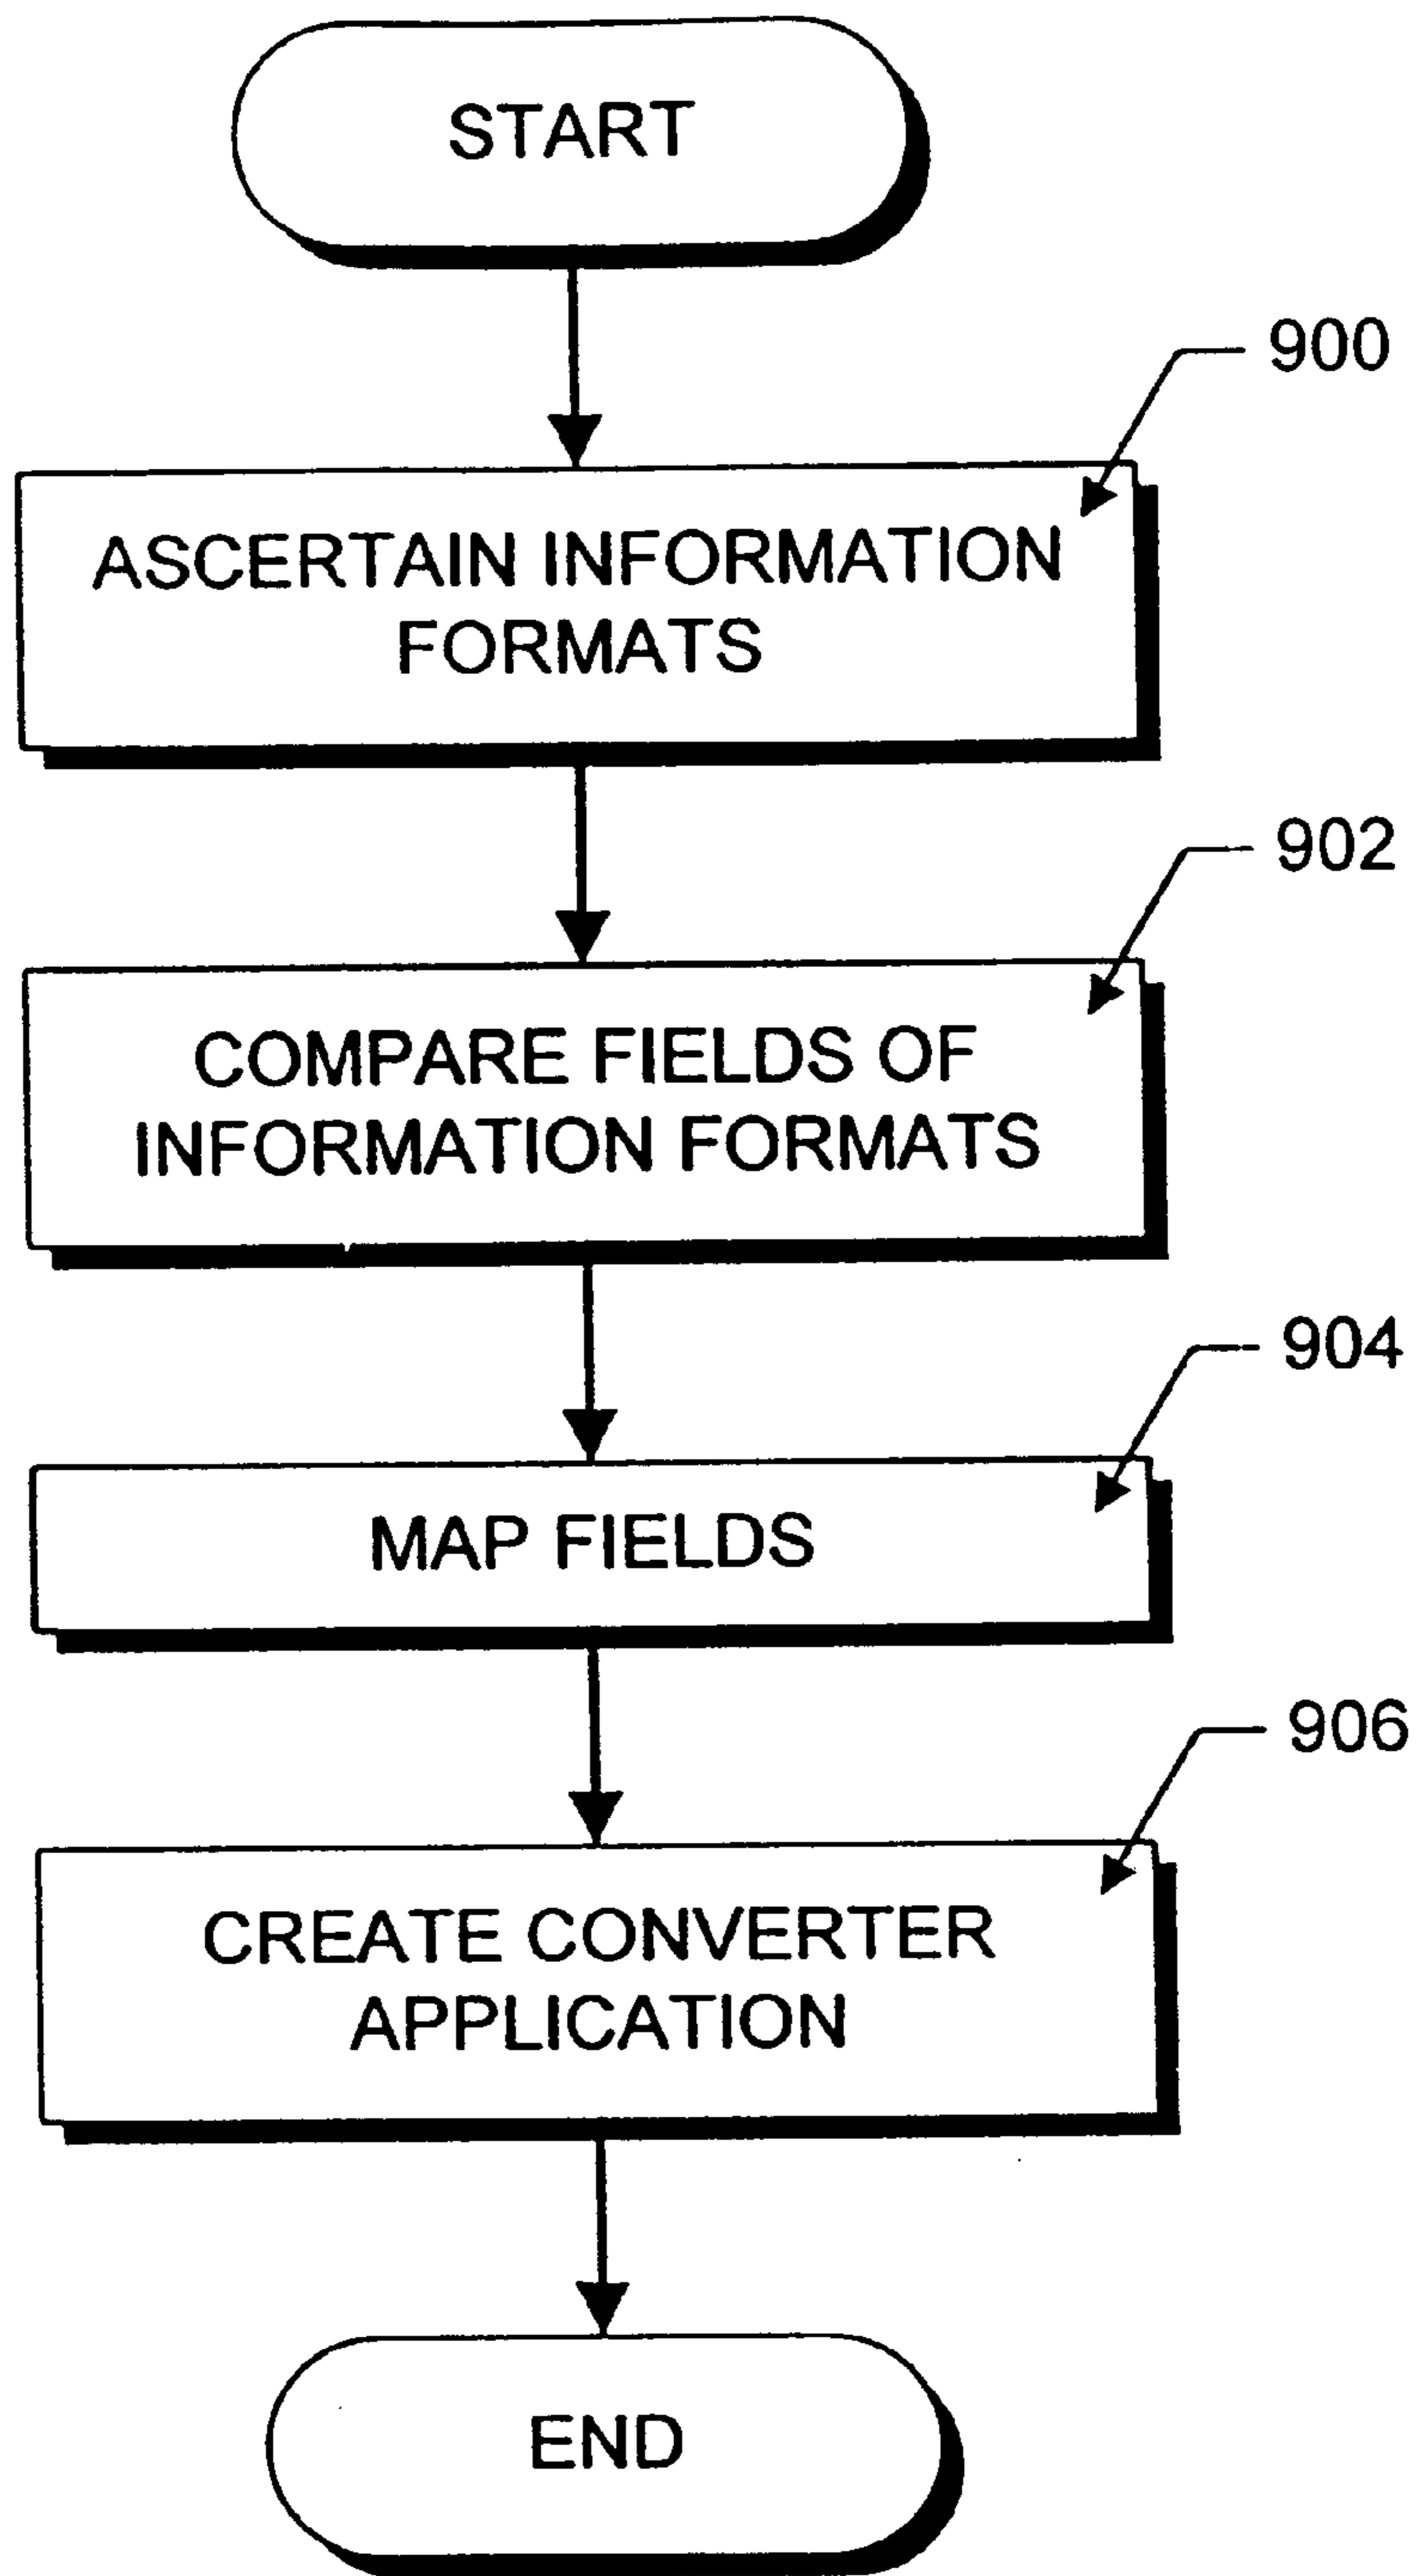 START
900
ASCERTAIN INFORMATION
FORMATS
902
COMPARE FIELDS OF
INFORMATION FORMATS
904
MAP FIELDS
906
CREATE CONVERTER
APPLICATION
END